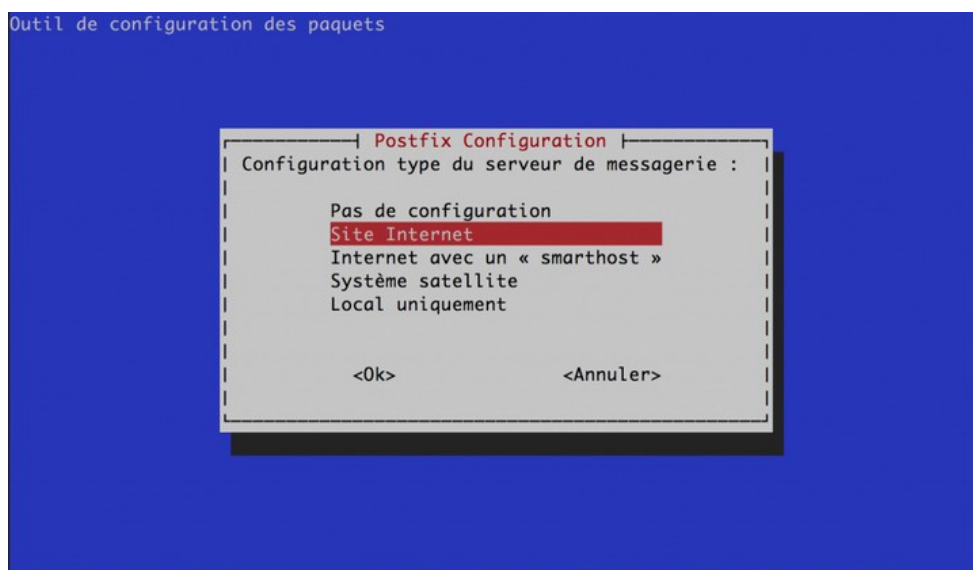 Outil de configuration des paquets
Postfix Configuration
Configuration type du serveur de messagerie :
Pas de configuration
Site Internet
Internet avec un « smarthost »
Système satellite
Local uniquement
<Ok> <Annuler>